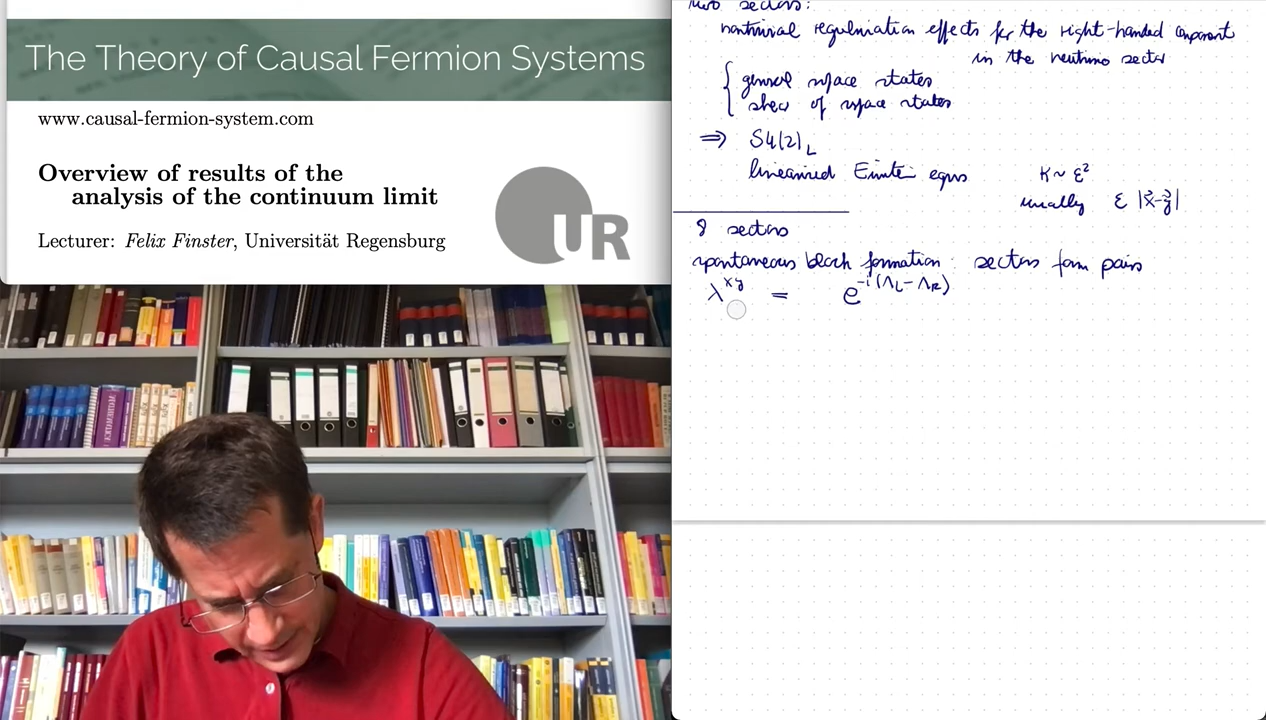 The Theory of Causal Fermion Systems
www.causal-fermion-system.com
Overview of results of the
analysis of the continuum limit
Lecturer: Felix Finster, Universität Regensburg
UR
two sectors:
nontrivial regularization effects for the right-handed component
in the neutrino sector
{ general surface states
shear of surface states
⇒ SU(2)_L
linearized Einstein eqns K ~ ε²
usually ε |x⃗-y⃗|
8 sectors
spontaneous block formation: sectors form pairs
λ^{xy} = e^{-i(Λ_L - Λ_R)}